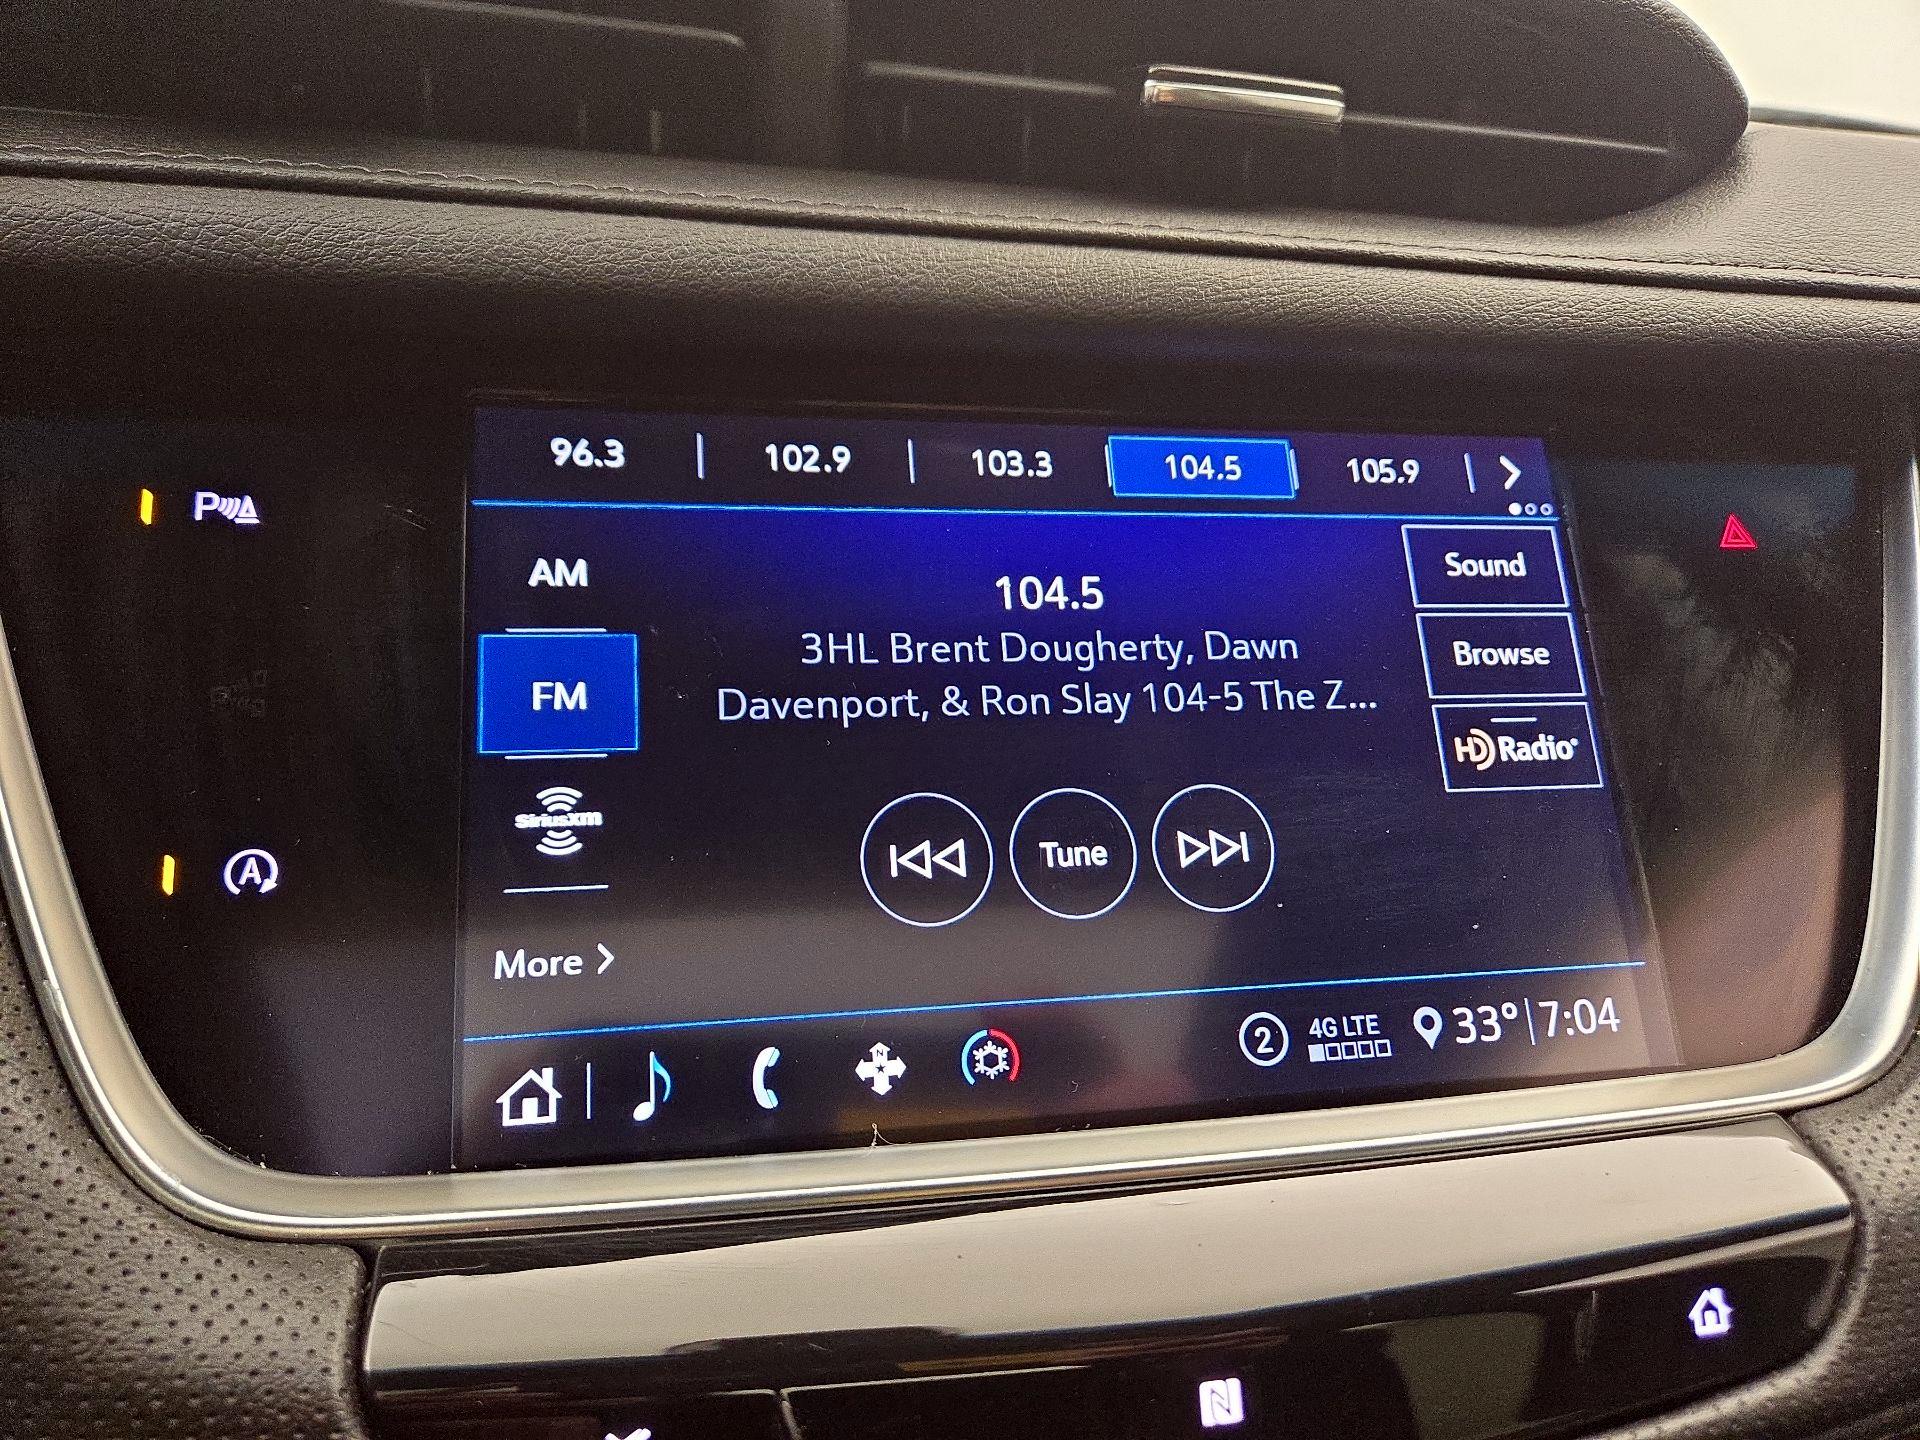 96.3 | 102.9 | 103.3 104.5 105.9 |
P
AM
104.5
Sound
3HL Brent Dougherty, Dawn
Davenport, & Ron Slay 104-5 The Z...
Browse
FM
HD Radio
SiriusXM
Tune
A
More >
N
2 4G LTE 33° | 7:04
N